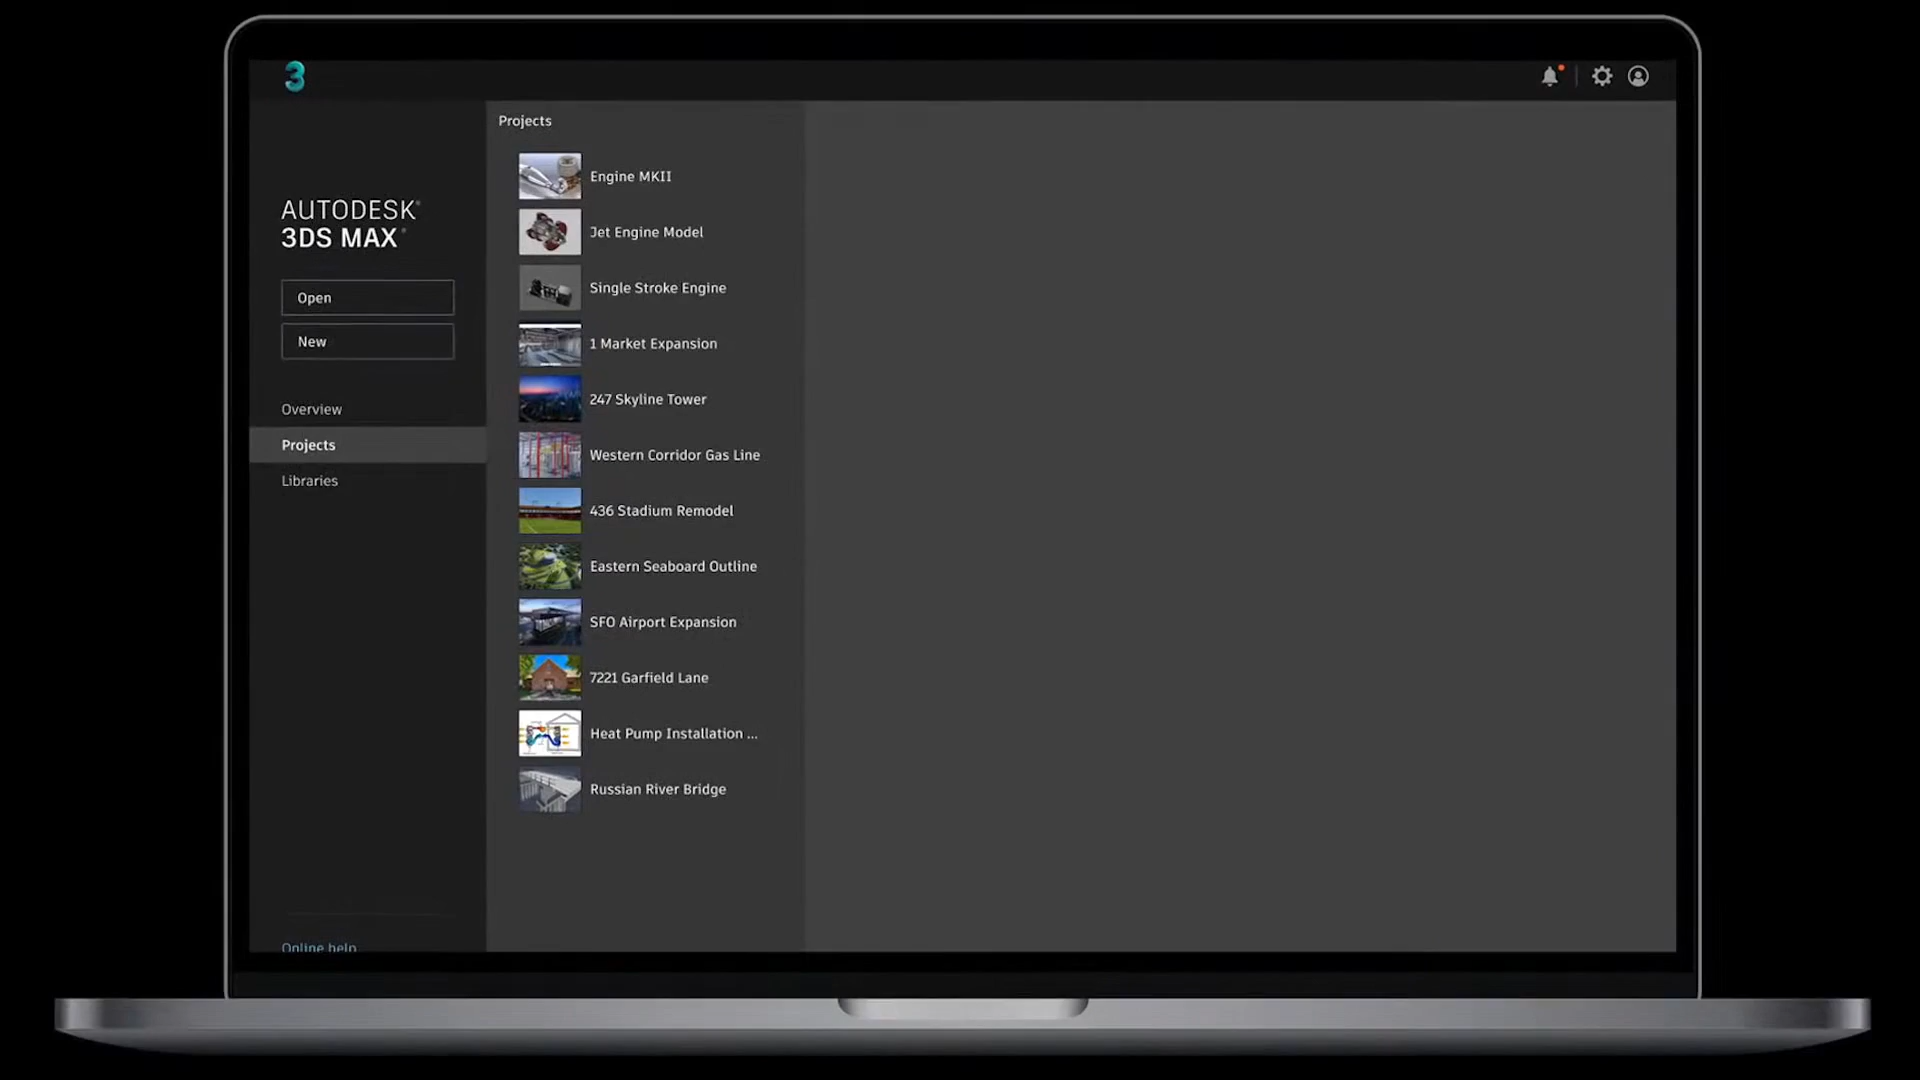 3
AUTODESK®
3DS MAX®
Open
New
Overview
Projects
Libraries
Online help
Projects
Engine MKII
Jet Engine Model
Single Stroke Engine
1 Market Expansion
247 Skyline Tower
Western Corridor Gas Line
436 Stadium Remodel
Eastern Seaboard Outline
SFO Airport Expansion
7221 Garfield Lane
Heat Pump Installation ...
Russian River Bridge